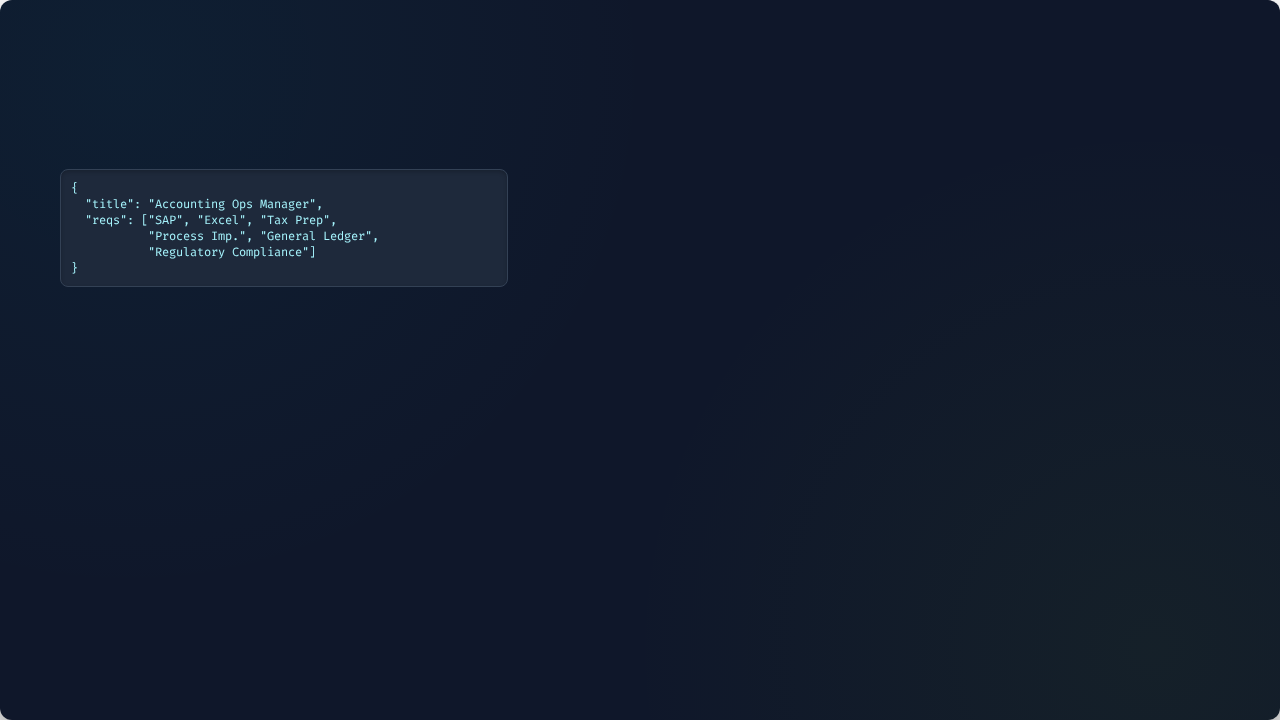 {
  "title": "Accounting Ops Manager",
  "reqs": ["SAP", "Excel", "Tax Prep",
           "Process Imp.", "General Ledger",
           "Regulatory Compliance"]
}